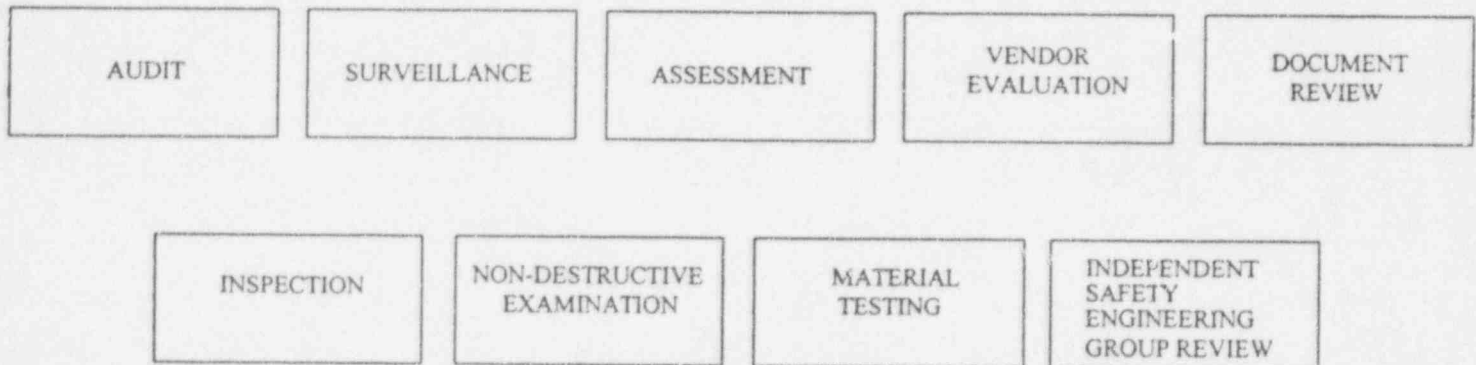 AUDIT
SURVEILLANCE
ASSESSMENT
VENDOR
EVALUATION
DOCUMENT
REVIEW
INSPECTION
NON-DESTRUCTIVE
EXAMINATION
MATERIAL
TESTING
INDEPENDENT
SAFETY
ENGINEERING
GROUP REVIEW